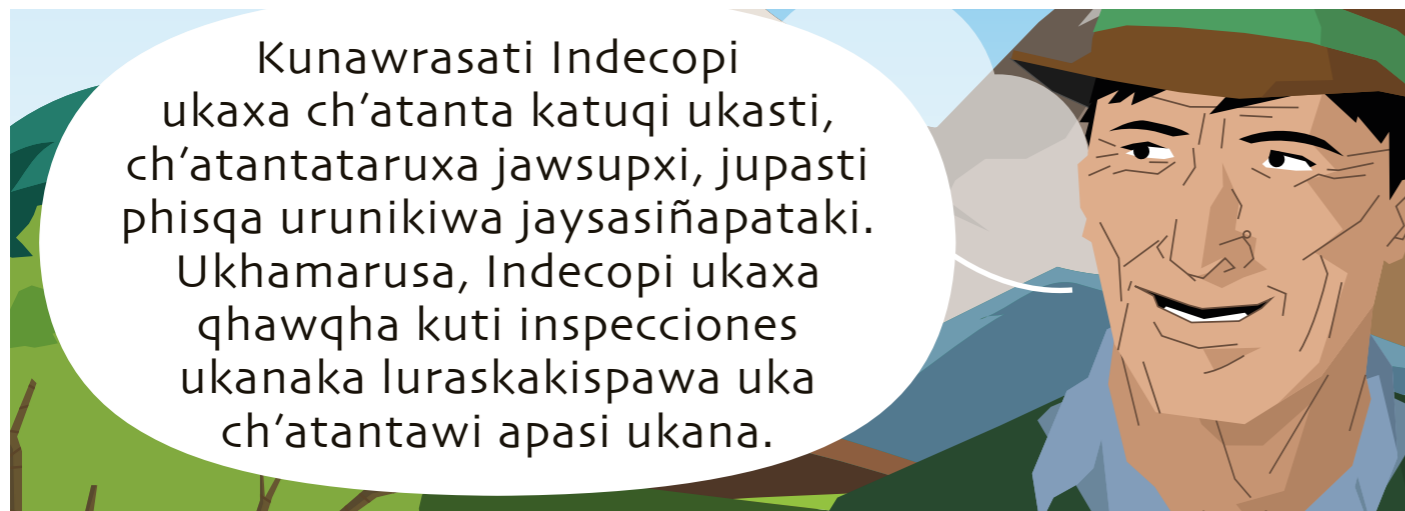 Kunawrasati Indecopi
ukaxa ch’atanta katuqi ukasti,
ch’atantataruxa jawsupxi, jupasti
phisqa urunikiwa jaysasiñapataki.
Ukhamarusa, Indecopi ukaxa
qhawqha kuti inspecciones
ukanaka luraskakispawa uka
ch’atantawi apasi ukana.